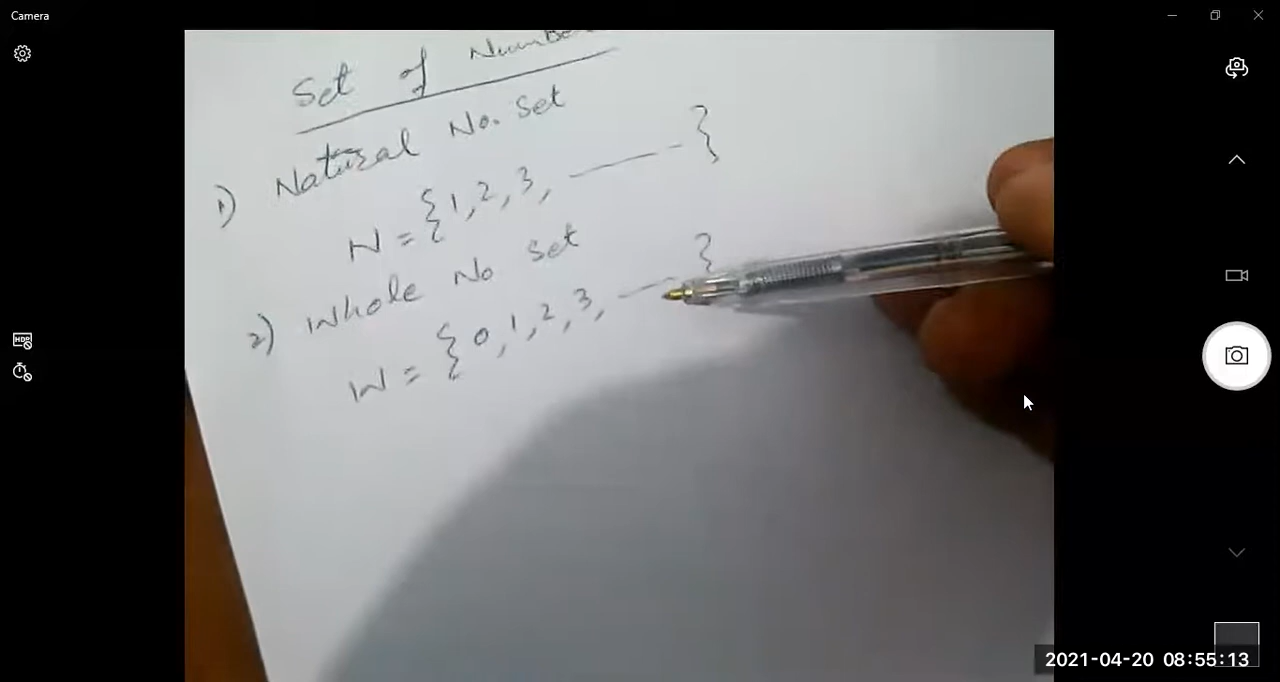 Camera
Set of Number
1) Natural No. Set
N = {1, 2, 3, ------ }
2) Whole No Set
W = {0, 1, 2, 3, ---- }
2021-04-20 08:55:13